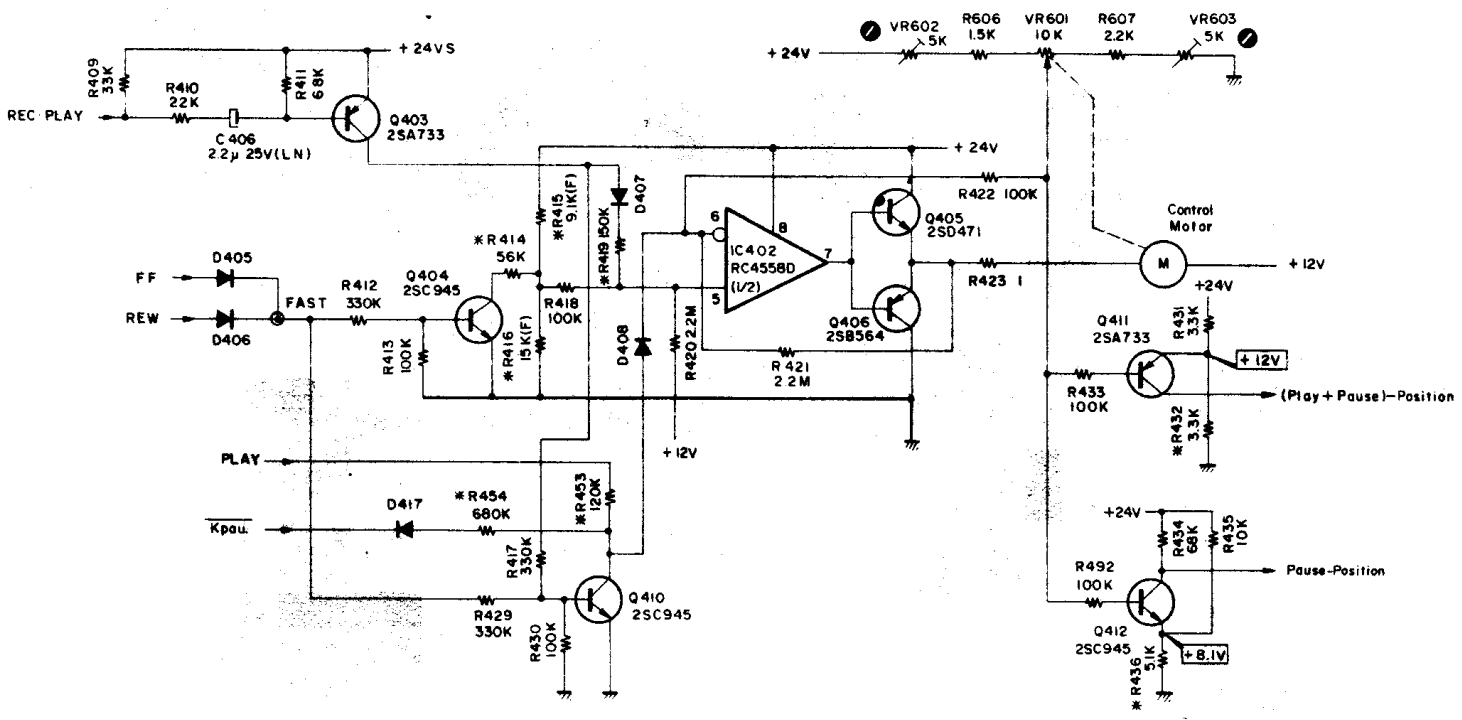 VR602
5K
R606
1.5K
VR601
10K
R607
2.2K
VR603
5K
+24V
+24VS
R409
33K
R410
22K
R411
68K
REC·PLAY
C406
2.2μ 25V(LN)
Q403
2SA733
+24V
D407
R422 100K
※R415
9.1K(F)
※R419 150K
※R414
56K
6
8
IC402
RC4558D
(1/2)
7
5
Q405
2SD471
Control
Motor
M
+12V
D405
FF
REW
D406
FAST
R412
330K
Q404
2SC945
R418
100K
R423 1
Q406
2SB564
R413
100K
※R416
15K(F)
D408
R420 2.2M
R421
2.2M
+12V
+24V
R431
3.3K
Q411
2SA733
+12V
R433
100K
(Play+Pause)-Position
※R432
3.3K
PLAY
Kpau.
D417
※R454
680K
※R453
120K
R417
330K
Q410
2SC945
R429
330K
R430
100K
+24V
R434
68K
R435
10K
R492
100K
Pause-Position
Q412
2SC945
+8.1V
※R436
5.1K